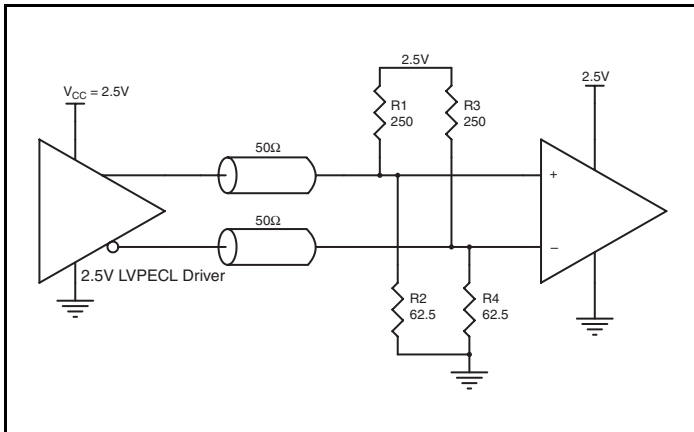 2.5V
V_CC = 2.5V
2.5V
R1
250
R3
250
50Ω
+
50Ω
–
2.5V LVPECL Driver
R2
62.5
R4
62.5